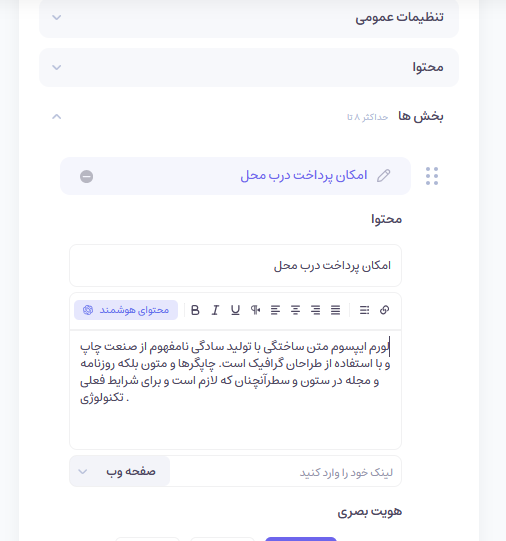 تنظیمات عمومی
محتوا
بخش ها حداکثر ۸ تا
امکان پرداخت درب محل
محتوا
امکان پرداخت درب محل
محتوای هوشمند B I U
لورم ایپسوم متن ساختگی با تولید سادگی نامفهوم از صنعت چاپ
و با استفاده از طراحان گرافیک است. چاپگرها و متون بلکه روزنامه
و مجله در ستون و سطرآنچنان که لازم است و برای شرایط فعلی
تکنولوژی .
لینک خود را وارد کنید صفحه وب
هویت بصری